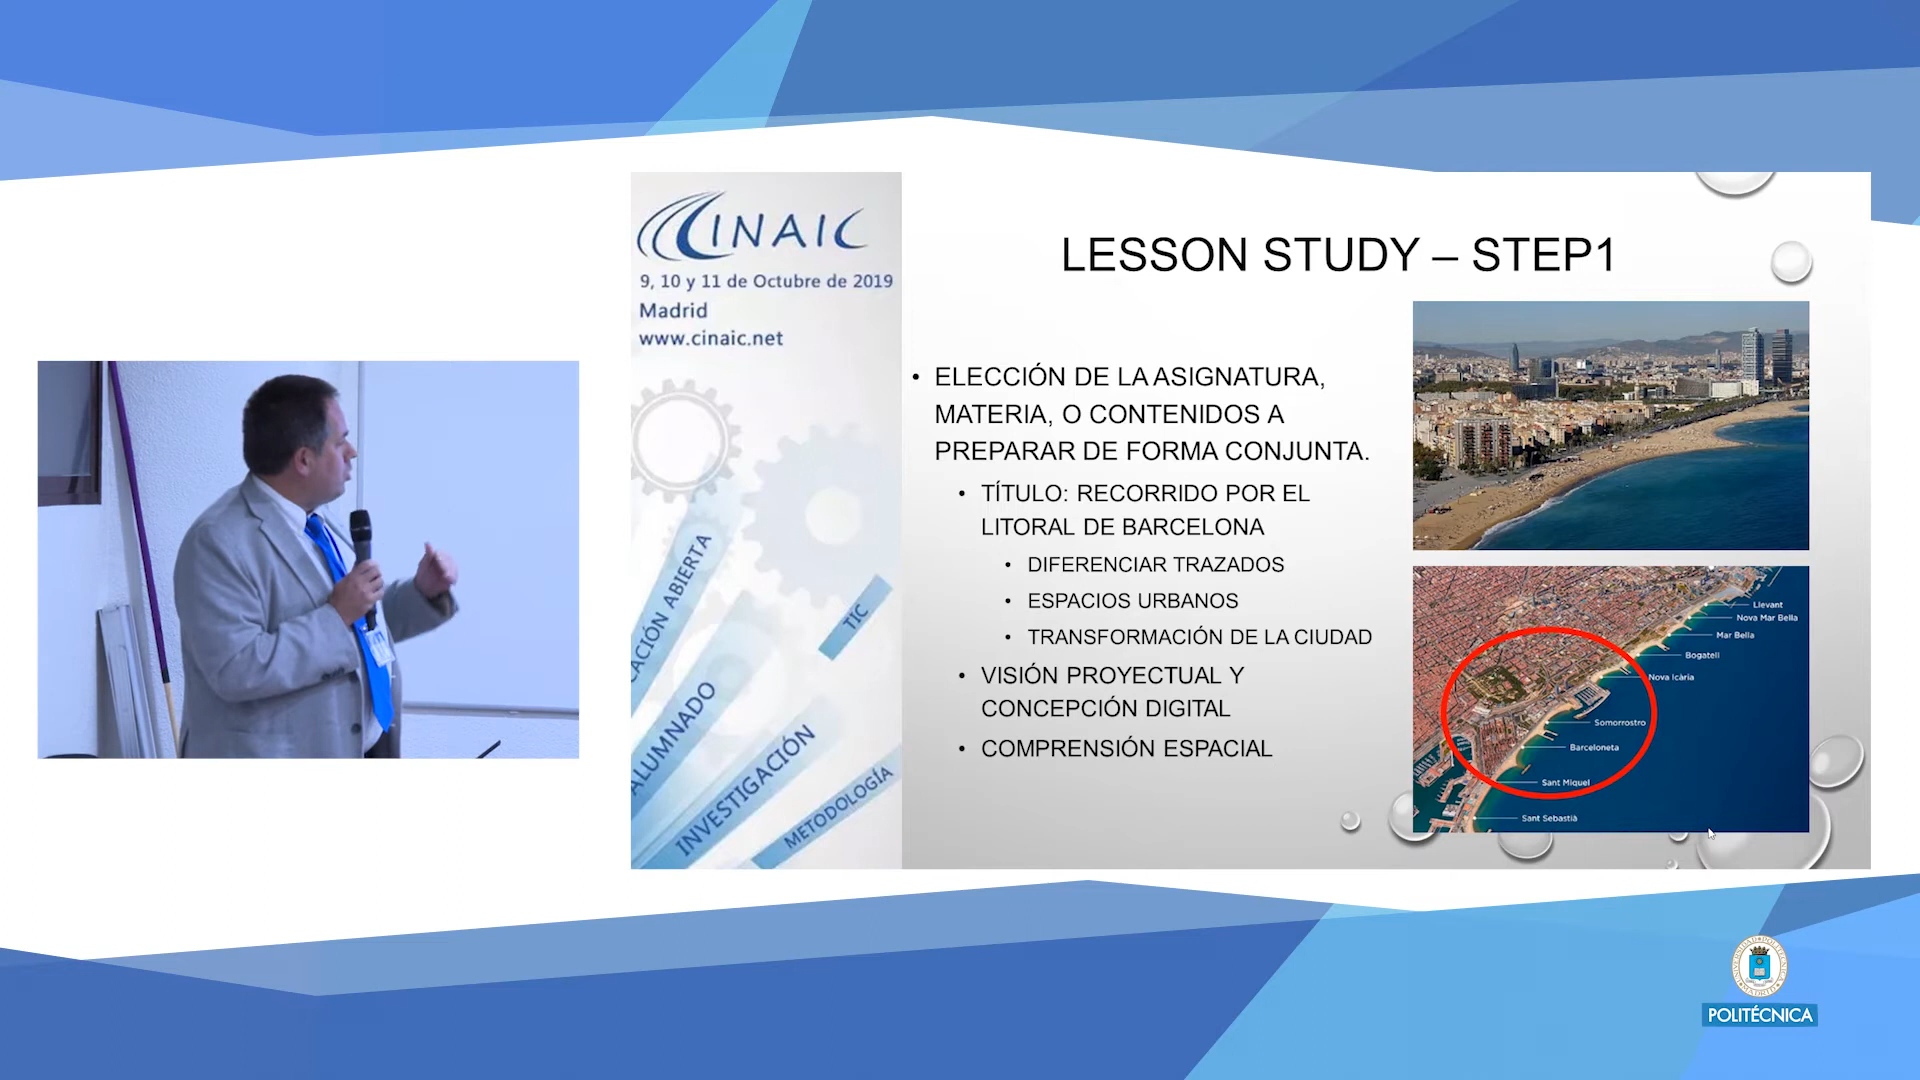 CINAIC
9, 10 y 11 de Octubre de 2019
Madrid
www.cinaic.net
CACIÓN ABIERTA
TIC
ALUMNADO
INVESTIGACIÓN
METODOLOGÍA
LESSON STUDY – STEP1
• ELECCIÓN DE LA ASIGNATURA,
MATERIA, O CONTENIDOS A
PREPARAR DE FORMA CONJUNTA.
• TÍTULO: RECORRIDO POR EL
LITORAL DE BARCELONA
• DIFERENCIAR TRAZADOS
• ESPACIOS URBANOS
• TRANSFORMACIÓN DE LA CIUDAD
• VISIÓN PROYECTUAL Y
CONCEPCIÓN DIGITAL
• COMPRENSIÓN ESPACIAL
Llevant
Nova Mar Bella
Mar Bella
Bogatell
Nova Icària
Somorrostro
Barceloneta
Sant Miquel
Sant Sebastià
POLITÉCNICA